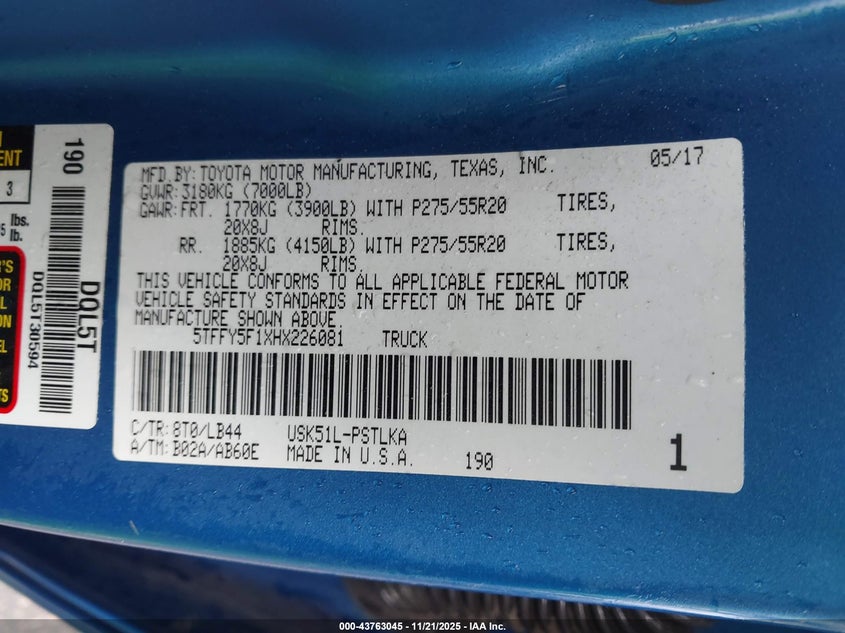 MFD.BY:TOYOTA MOTOR MANUFACTURING, TEXAS, INC. 05/17
GVWR:3180KG (7000LB)
GAWR:FRT. 1770KG (3900LB) WITH P275/55R20 TIRES,
20X8J RIMS.
RR. 1885KG (4150LB) WITH P275/55R20 TIRES,
20X8J RIMS.
THIS VEHICLE CONFORMS TO ALL APPLICABLE FEDERAL MOTOR
VEHICLE SAFETY STANDARDS IN EFFECT ON THE DATE OF
MANUFACTURE SHOWN ABOVE.
5TFFY5F1XHX226081 TRUCK
C/TR:8T0/LB44 USK51L-PSTLKA
A/TM:B02A/AB60E MADE IN U.S.A. 190 1
190
DQL5T
DQL5T30594
3
lbs.
lb.
000-43763045 - 11/21/2025 - IAA Inc.